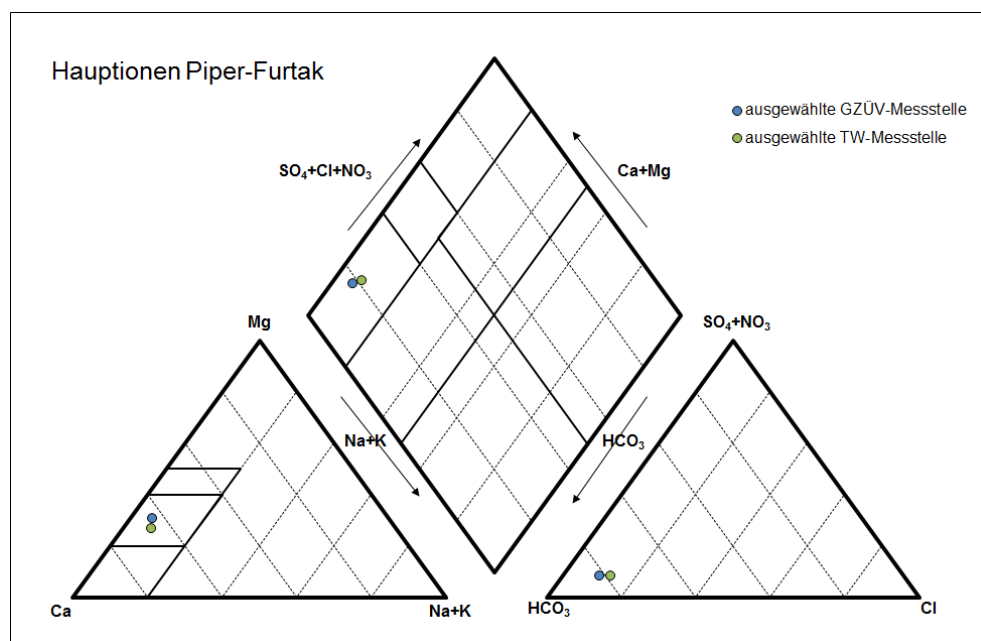 Hauptionen Piper-Furtak
ausgewählte GZÜV-Messstelle
ausgewählte TW-Messstelle
SO₄+Cl+NO₃
Ca+Mg
Mg
SO₄+NO₃
Na+K
HCO₃
Ca
Na+K
HCO₃
Cl